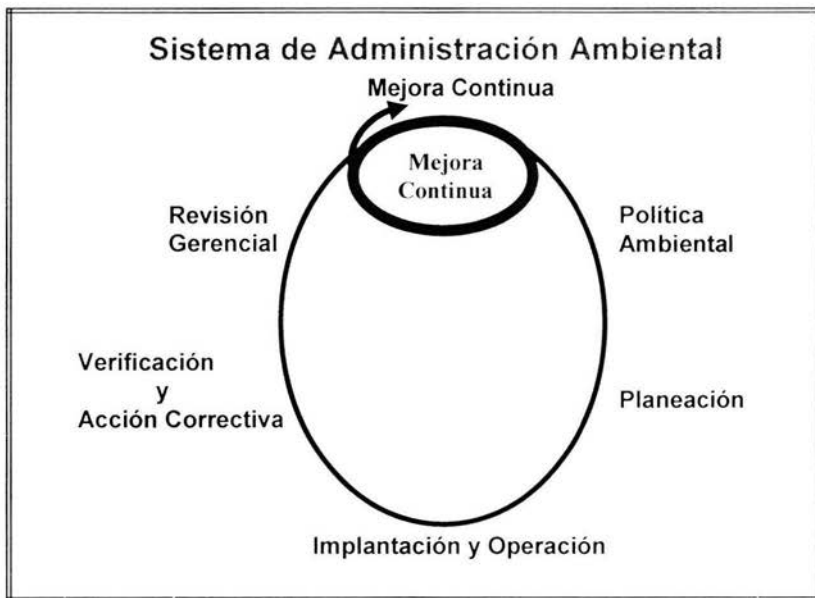 Sistema de Administración Ambiental
Mejora Continua
Mejora
Continua
Revisión
Gerencial
Política
Ambiental
Verificación
y
Acción Correctiva
Planeación
Implantación y Operación